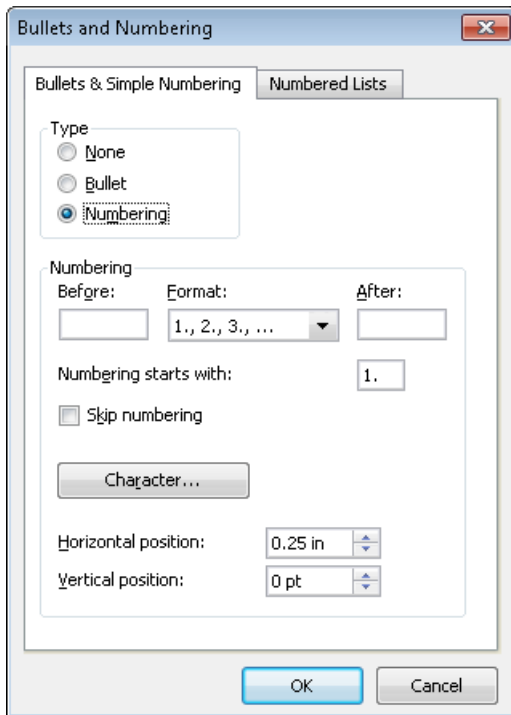 Bullets and Numbering
Bullets & Simple Numbering Numbered Lists
Type
None
Bullet
Numbering
Numbering
Before: Format: After:
1., 2., 3., ...
Numbering starts with: 1.
Skip numbering
Character...
Horizontal position: 0.25 in
Vertical position: 0 pt
OK Cancel